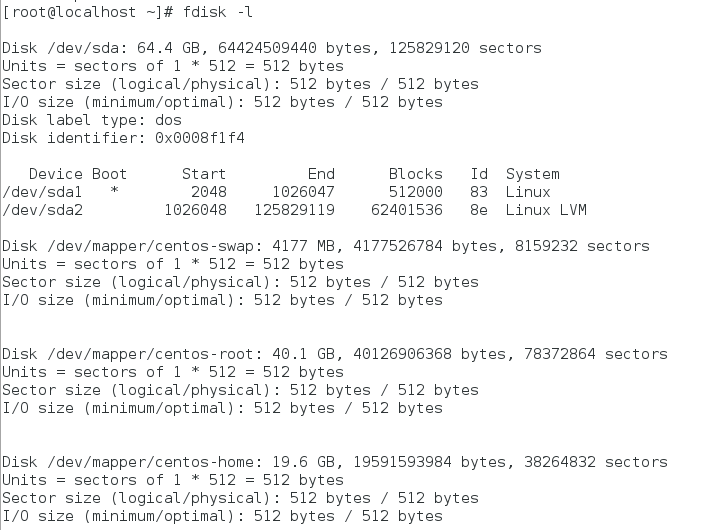 [root@localhost ~]# fdisk -l
Disk /dev/sda: 64.4 GB, 64424509440 bytes, 125829120 sectors
Units = sectors of 1 * 512 = 512 bytes
Sector size (logical/physical): 512 bytes / 512 bytes
I/O size (minimum/optimal): 512 bytes / 512 bytes
Disk label type: dos
Disk identifier: 0x0008f1f4
Device Boot Start End Blocks Id System
/dev/sda1 * 2048 1026047 512000 83 Linux
/dev/sda2 1026048 125829119 62401536 8e Linux LVM
Disk /dev/mapper/centos-swap: 4177 MB, 4177526784 bytes, 8159232 sectors
Units = sectors of 1 * 512 = 512 bytes
Sector size (logical/physical): 512 bytes / 512 bytes
I/O size (minimum/optimal): 512 bytes / 512 bytes
Disk /dev/mapper/centos-root: 40.1 GB, 40126906368 bytes, 78372864 sectors
Units = sectors of 1 * 512 = 512 bytes
Sector size (logical/physical): 512 bytes / 512 bytes
I/O size (minimum/optimal): 512 bytes / 512 bytes
Disk /dev/mapper/centos-home: 19.6 GB, 19591593984 bytes, 38264832 sectors
Units = sectors of 1 * 512 = 512 bytes
Sector size (logical/physical): 512 bytes / 512 bytes
I/O size (minimum/optimal): 512 bytes / 512 bytes